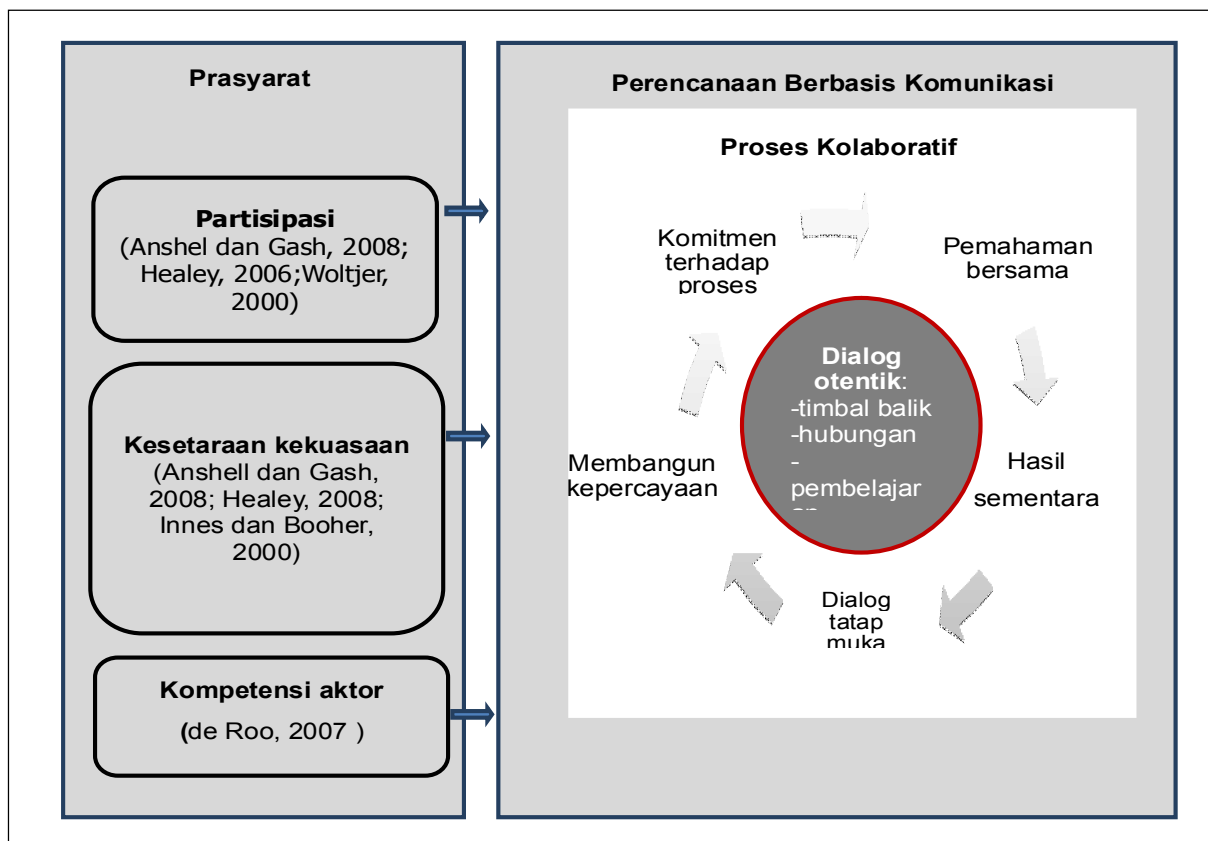 Prasyarat
Partisipasi
(Anshel dan Gash, 2008;
Healey, 2006;Woltjer,
2000)
Kesetaraan kekuasaan
(Anshell dan Gash,
2008; Healey, 2008;
Innes dan Booher,
2000)
Kompetensi aktor
(de Roo, 2007 )
Perencanaan Berbasis Komunikasi
Proses Kolaboratif
Komitmen
terhadap
proses
Pemahaman
bersama
Hasil
sementara
Dialog
tatap
muka
Membangun
kepercayaan
Dialog
otentik:
-timbal balik
-hubungan
-
pembelajar